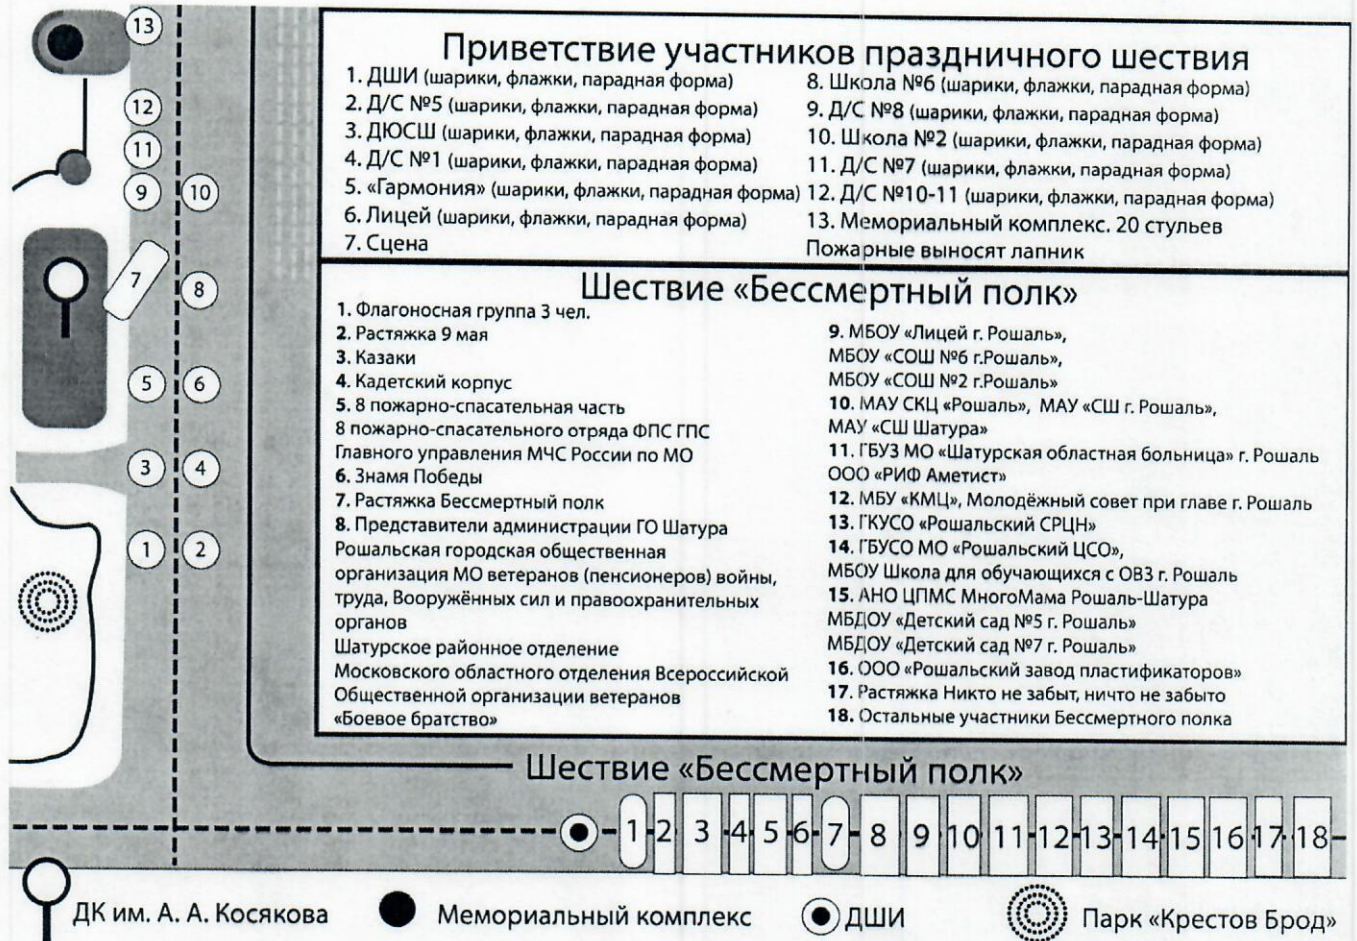 Приветствие участников праздничного шествия
1. ДШИ (шарики, флажки, парадная форма)
2. Д/С №5 (шарики, флажки, парадная форма)
3. ДЮСШ (шарики, флажки, парадная форма)
4. Д/С №1 (шарики, флажки, парадная форма)
5. «Гармония» (шарики, флажки, парадная форма)
6. Лицей (шарики, флажки, парадная форма)
7. Сцена
8. Школа №6 (шарики, флажки, парадная форма)
9. Д/С №8 (шарики, флажки, парадная форма)
10. Школа №2 (шарики, флажки, парадная форма)
11. Д/С №7 (шарики, флажки, парадная форма)
12. Д/С №10-11 (шарики, флажки, парадная форма)
13. Мемориальный комплекс. 20 стульев
Пожарные выносят лапник
Шествие «Бессмертный полк»
1. Флагоносная группа 3 чел.
2. Растяжка 9 мая
3. Казаки
4. Кадетский корпус
5. 8 пожарно-спасательная часть
8 пожарно-спасательного отряда ФПС ГПС
Главного управления МЧС России по МО
6. Знамя Победы
7. Растяжка Бессмертный полк
8. Представители администрации ГО Шатура
Рошальская городская общественная
организация МО ветеранов (пенсионеров) войны,
труда, Вооружённых сил и правоохранительных
органов
Шатурское районное отделение
Московского областного отделения Всероссийской
Общественной организации ветеранов
«Боевое братство»
9. МБОУ «Лицей г. Рошаль»,
МБОУ «СОШ №6 г.Рошаль»,
МБОУ «СОШ №2 г.Рошаль»
10. МАУ СКЦ «Рошаль», МАУ «СШ г. Рошаль»,
МАУ «СШ Шатура»
11. ГБУЗ МО «Шатурская областная больница» г. Рошаль
ООО «РИФ Аметист»
12. МБУ «КМЦ», Молодёжный совет при главе г. Рошаль
13. ГКУСО «Рошальский СРЦН»
14. ГБУСО МО «Рошальский ЦСО»,
МБОУ Школа для обучающихся с ОВЗ г. Рошаль
15. АНО ЦПМС МногоМама Рошаль-Шатура
МБДОУ «Детский сад №5 г. Рошаль»
МБДОУ «Детский сад №7 г. Рошаль»
16. ООО «Рошальский завод пластификаторов»
17. Растяжка Никто не забыт, ничто не забыто
18. Остальные участники Бессмертного полка
13
12
11
9 10
7
8
5 6
3 4
1 2
Шествие «Бессмертный полк»
1 2 3 4 5 6 7 8 9 10 11 12 13 14 15 16 17 18
ДК им. А. А. Косякова
Мемориальный комплекс
ДШИ
Парк «Крестов Брод»